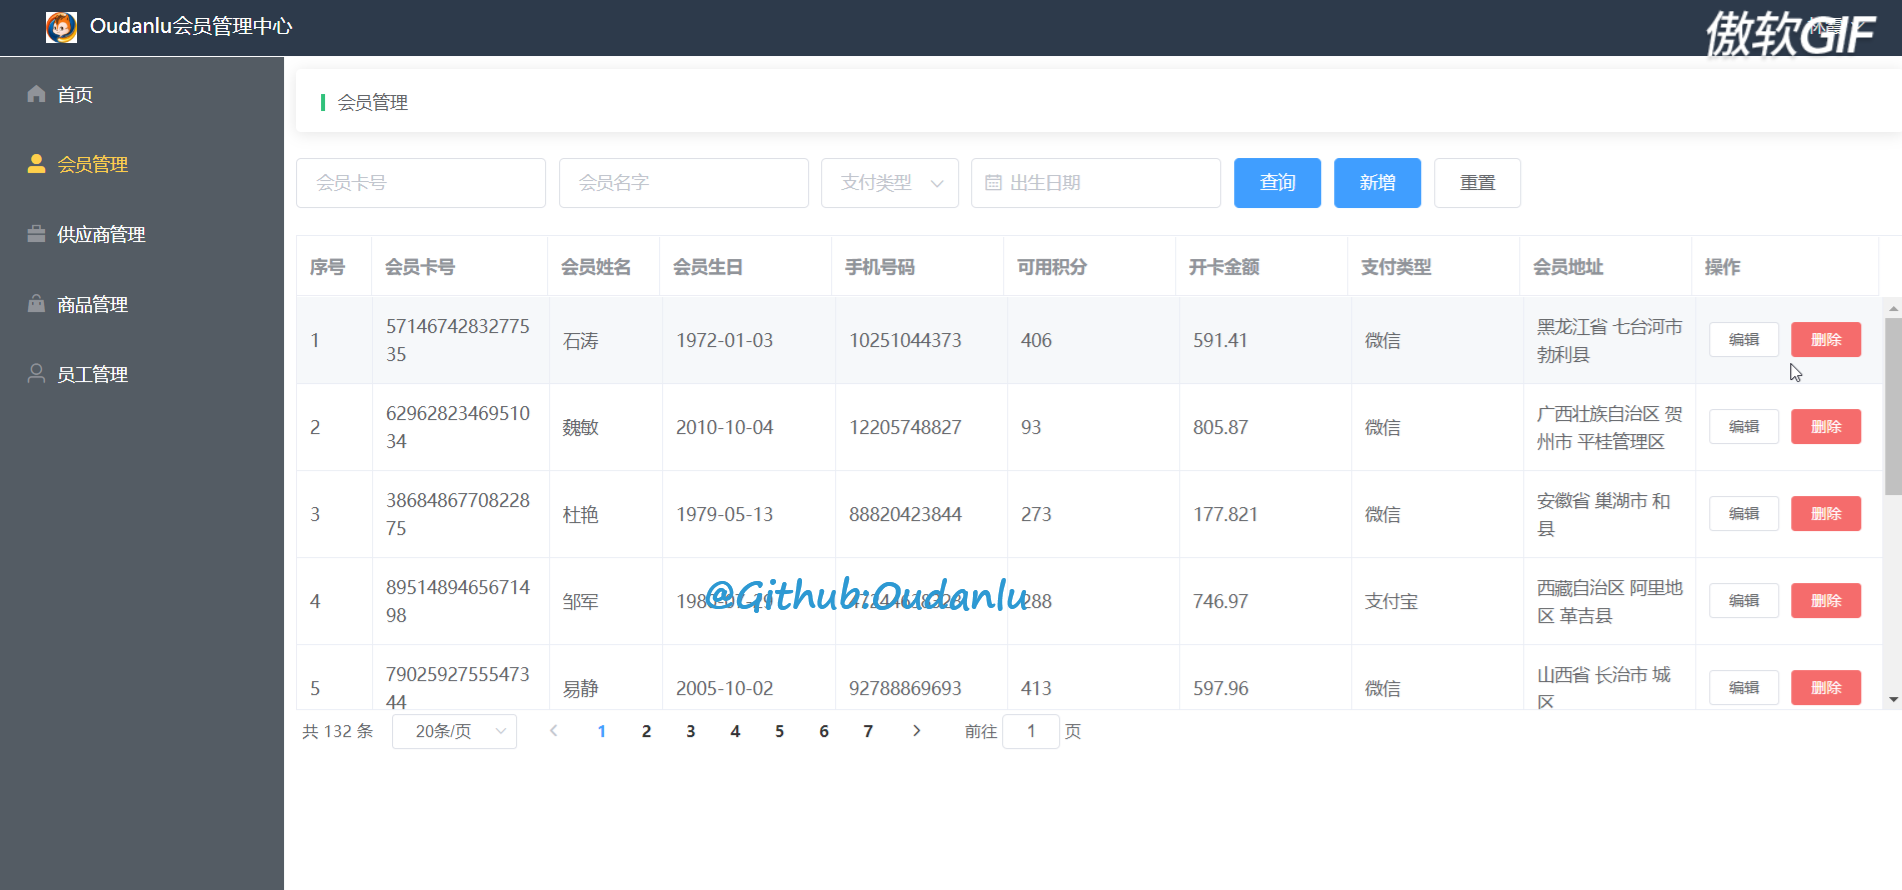 Oudanlu会员管理中心
傲软GIF
首页
会员管理
供应商管理
商品管理
员工管理
会员管理
会员卡号 会员名字 支付类型 出生日期 查询 新增 重置
序号 会员卡号 会员姓名 会员生日 手机号码 可用积分 开卡金额 支付类型 会员地址 操作
1 57146742832775 石涛 1972-01-03 10251044373 406 591.41 微信 黑龙江省 七台河市 编辑 删除
35 勃利县
2 62962823469510 魏敏 2010-10-04 12205748827 93 805.87 微信 广西壮族自治区 贺 编辑 删除
34 州市 平桂管理区
3 38684867708228 杜艳 1979-05-13 88820423844 273 177.821 微信 安徽省 巢湖市 和 编辑 删除
75 县
4 89514894656714 邹军 288 746.97 支付宝 西藏自治区 阿里地 编辑 删除
98 区 革吉县
@Github:Oudanlu
5 79025927555473 易静 2005-10-02 92788869693 413 597.96 微信 山西省 长治市 城 编辑 删除
44 区
共 132 条 20条/页 1 2 3 4 5 6 7 前往 1 页